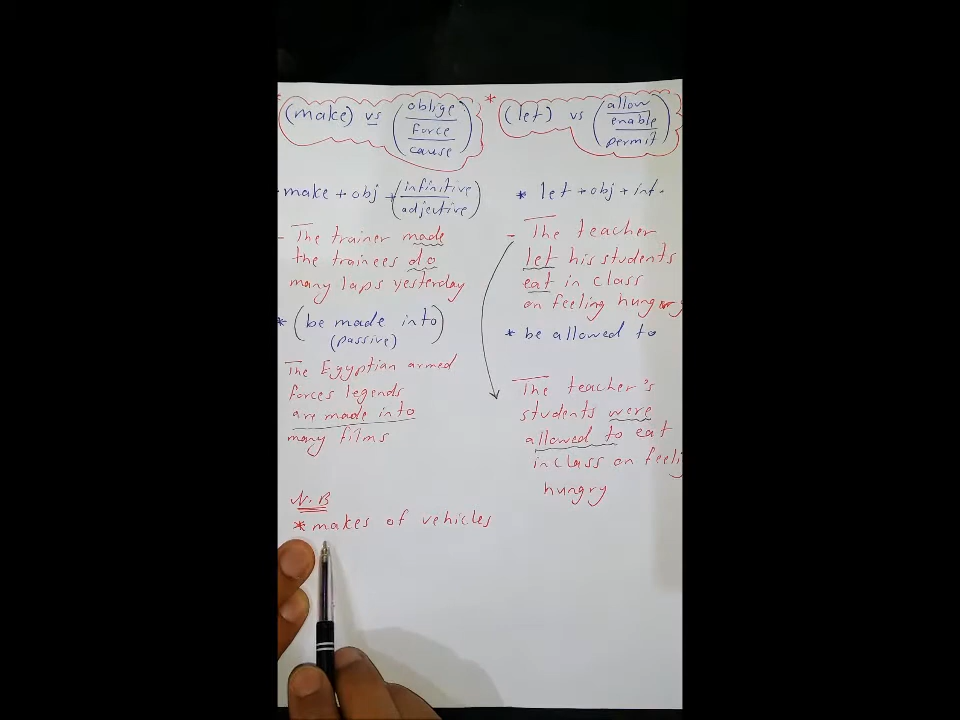 * (make) vs (oblige
force
cause)
- make + obj + (infinitive
adjective)
- The trainer made
the trainees do
many laps yesterday
* (be made into)
(passive)
The Egyptian armed
forces legends
are made into
many films
N.B
* makes of vehicles
* (let) vs (allow
enable
permit)
* let + obj + inf.
- The teacher
let his students
eat in class
on feeling hungry
* be allowed to
The teacher's
students were
allowed to eat
in class on feeli
hungry